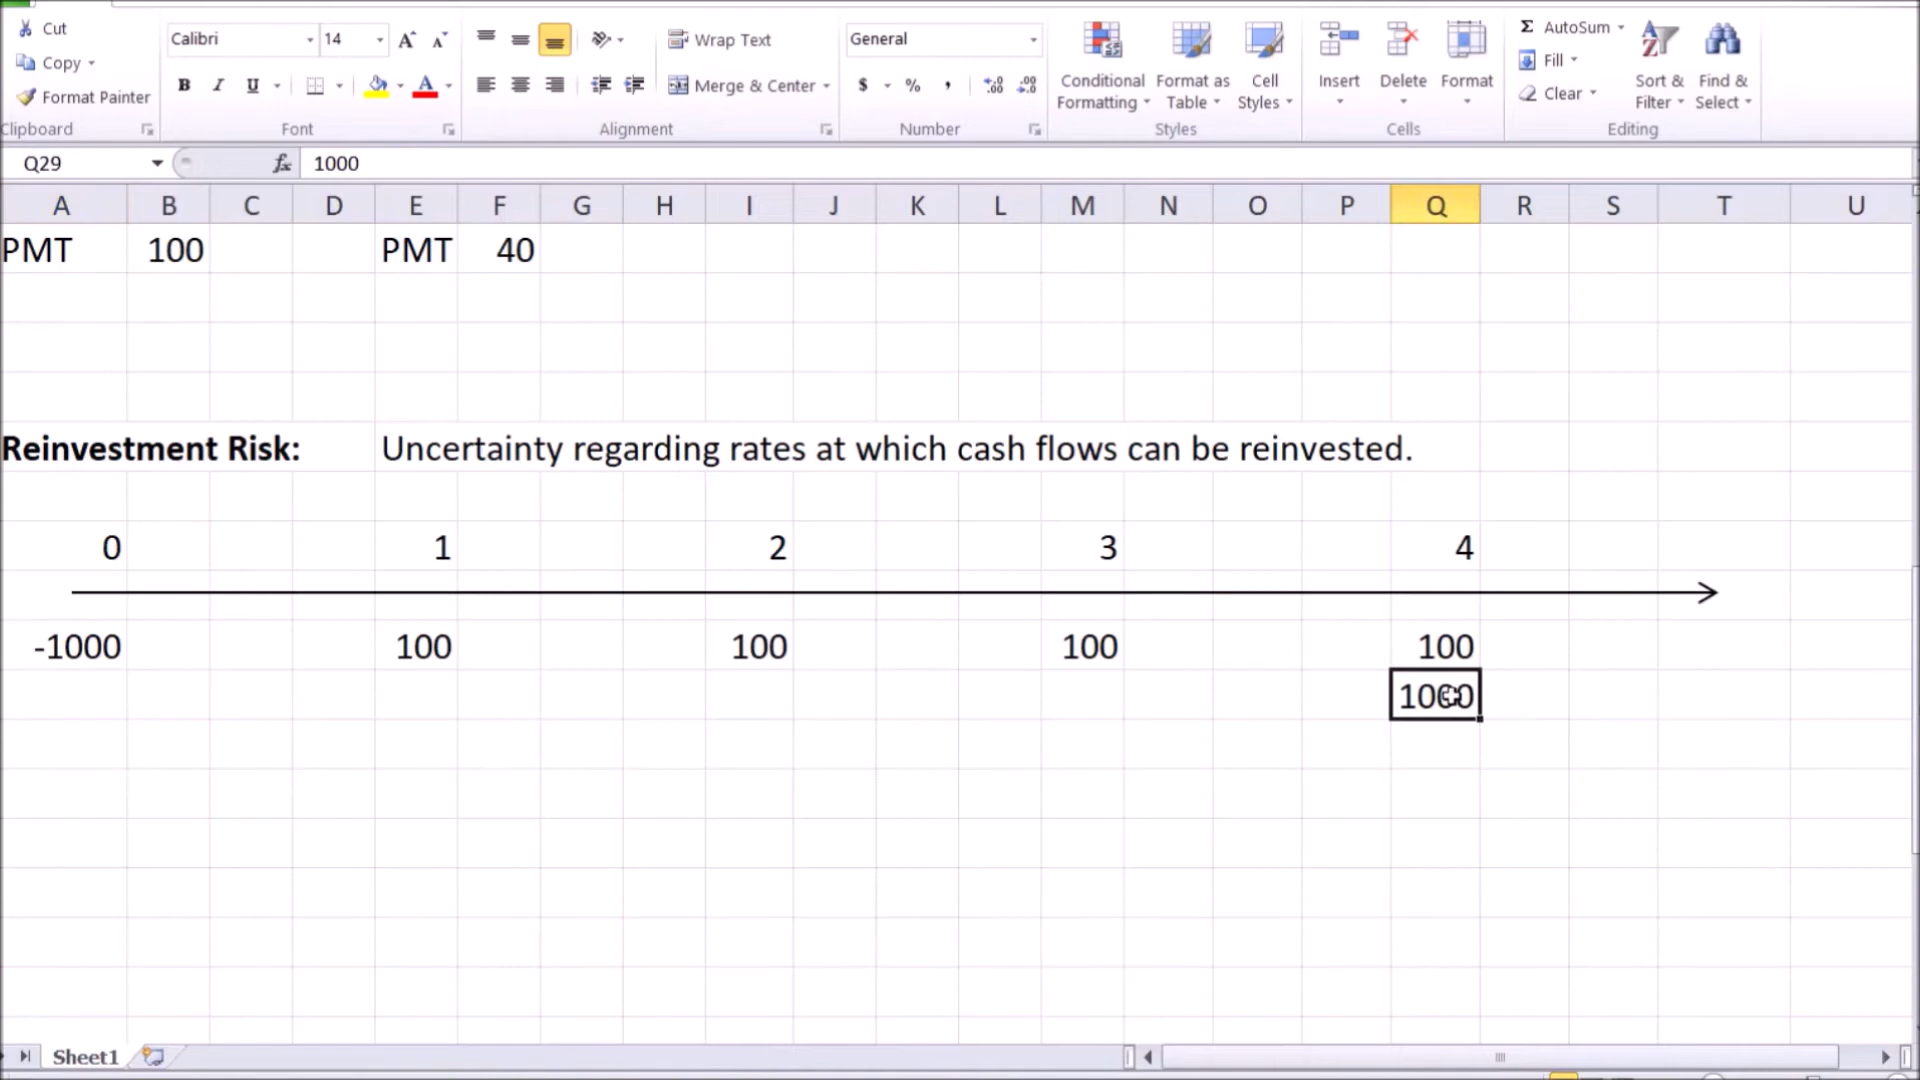 Cut
Copy
Format Painter
Clipboard
Calibri
14
A
A
B
I
U
A
Font
Wrap Text
Merge & Center
Alignment
General
$
%
,
.00
.00
Number
Conditional Formatting
Format as Table
Cell Styles
Styles
Insert
Delete
Format
Cells
Σ AutoSum
Fill
Clear
Sort & Filter
Find & Select
Editing
Q29
fx
1000
A B C D E F G H I J K L M N O P Q R S T U
PMT 100 PMT 40
Reinvestment Risk: Uncertainty regarding rates at which cash flows can be reinvested.
0 1 2 3 4
-1000 100 100 100 100
1000
Sheet1